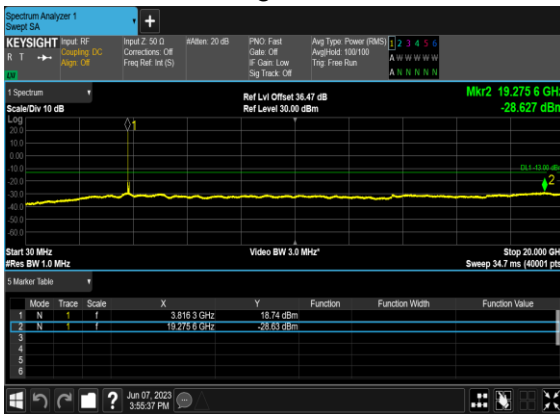 Spectrum Analyzer 1
Swept SA
KEYSIGHT Input: RF Input Z: 50 Ω #Atten: 20 dB PNO: Fast Avg Type: Power (RMS) 1 2 3 4 5 6
R T Coupling: DC Corrections: Off Gate: Off Avg|Hold: 100/100 A W W W W W
Align: Off Freq Ref: Int (S) IF Gain: Low Trig: Free Run
Sig Track: Off A N N N N N
LV
1 Spectrum Ref Lvl Offset 36.47 dB Mkr2 19.275 6 GHz
Scale/Div 10 dB Ref Level 30.00 dBm -28.627 dBm
Log
20.0
10.0
0.00
-10.0
-20.0
-30.0
-40.0
-50.0
-60.0
1
DL1 -13.00 dBm
2
Start 30 MHz Video BW 3.0 MHz* Stop 20.000 GHz
#Res BW 1.0 MHz Sweep 34.7 ms (40001 pts)
5 Marker Table
Mode Trace Scale X Y Function Function Width Function Value
1 N 1 f 3.816 3 GHz 18.74 dBm
2 N 1 f 19.275 6 GHz -28.63 dBm
3
4
5
6
? Jun 07, 2023
3:55:37 PM